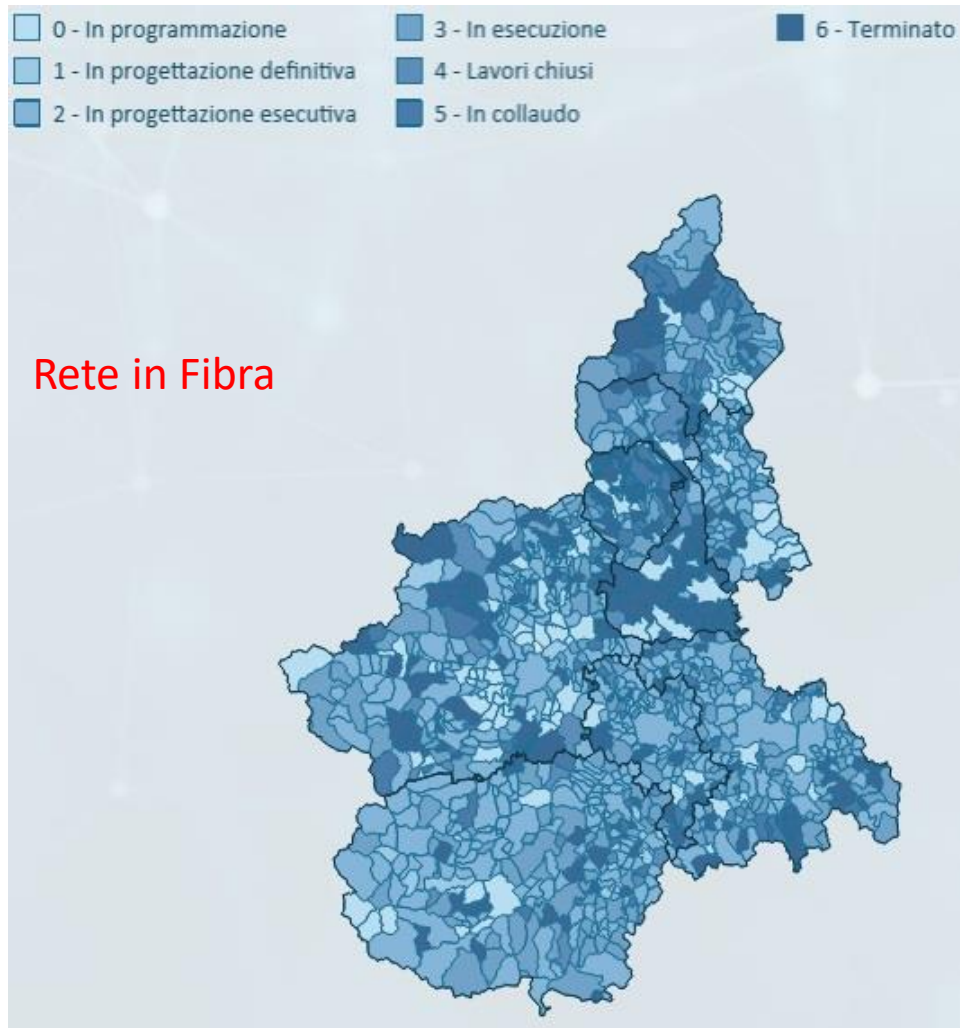 0 - In programmazione
1 - In progettazione definitiva
2 - In progettazione esecutiva
3 - In esecuzione
4 - Lavori chiusi
5 - In collaudo
6 - Terminato
Rete in Fibra